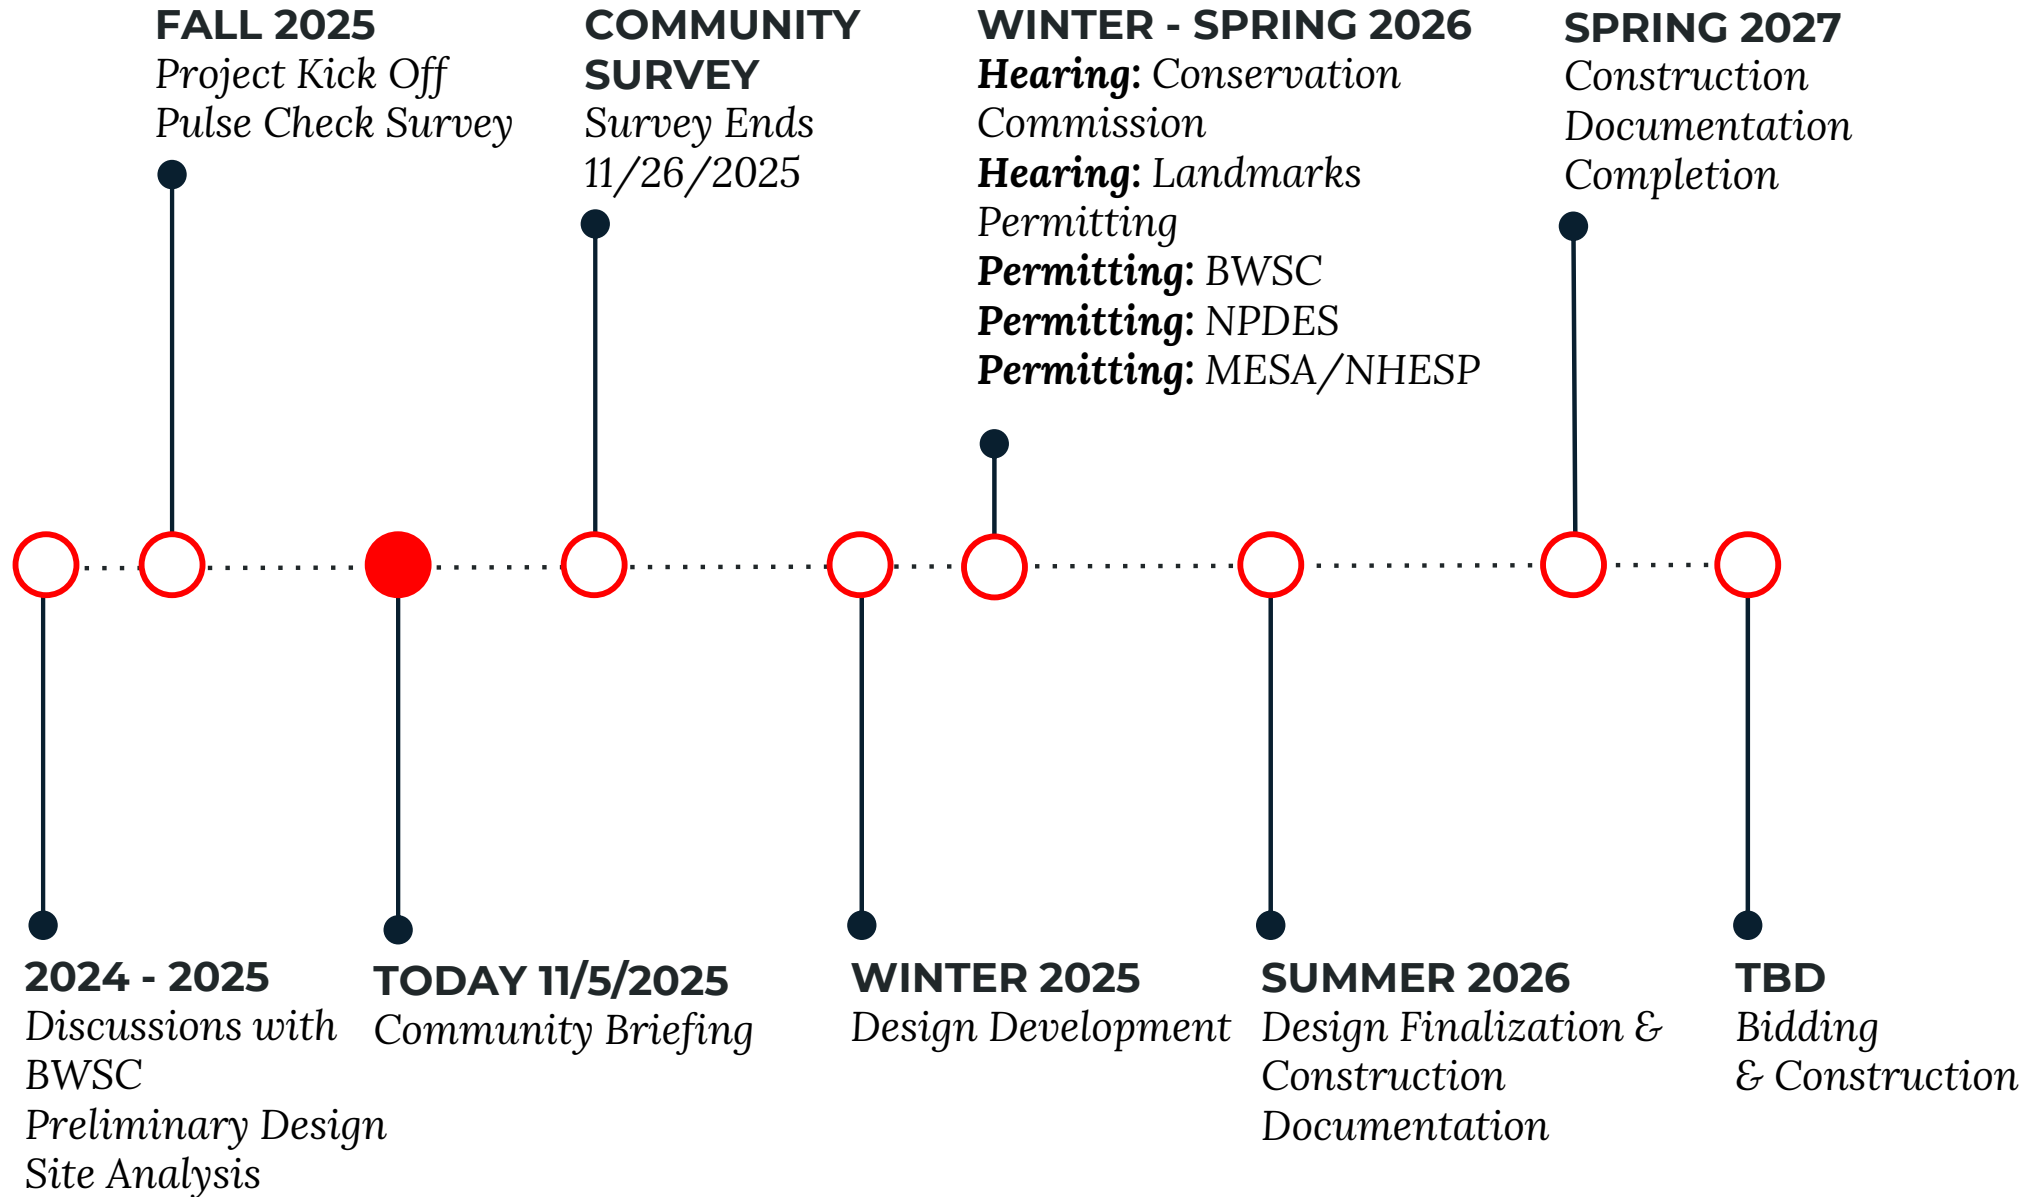 FALL 2025
Project Kick Off
Pulse Check Survey
COMMUNITY
SURVEY
Survey Ends
11/26/2025
WINTER - SPRING 2026
Hearing: Conservation
Commission
Hearing: Landmarks
Permitting
Permitting: BWSC
Permitting: NPDES
Permitting: MESA/NHESP
SPRING 2027
Construction
Documentation
Completion
2024 - 2025
Discussions with
BWSC
Preliminary Design
Site Analysis
TODAY 11/5/2025
Community Briefing
WINTER 2025
Design Development
SUMMER 2026
Design Finalization &
Construction
Documentation
TBD
Bidding
& Construction